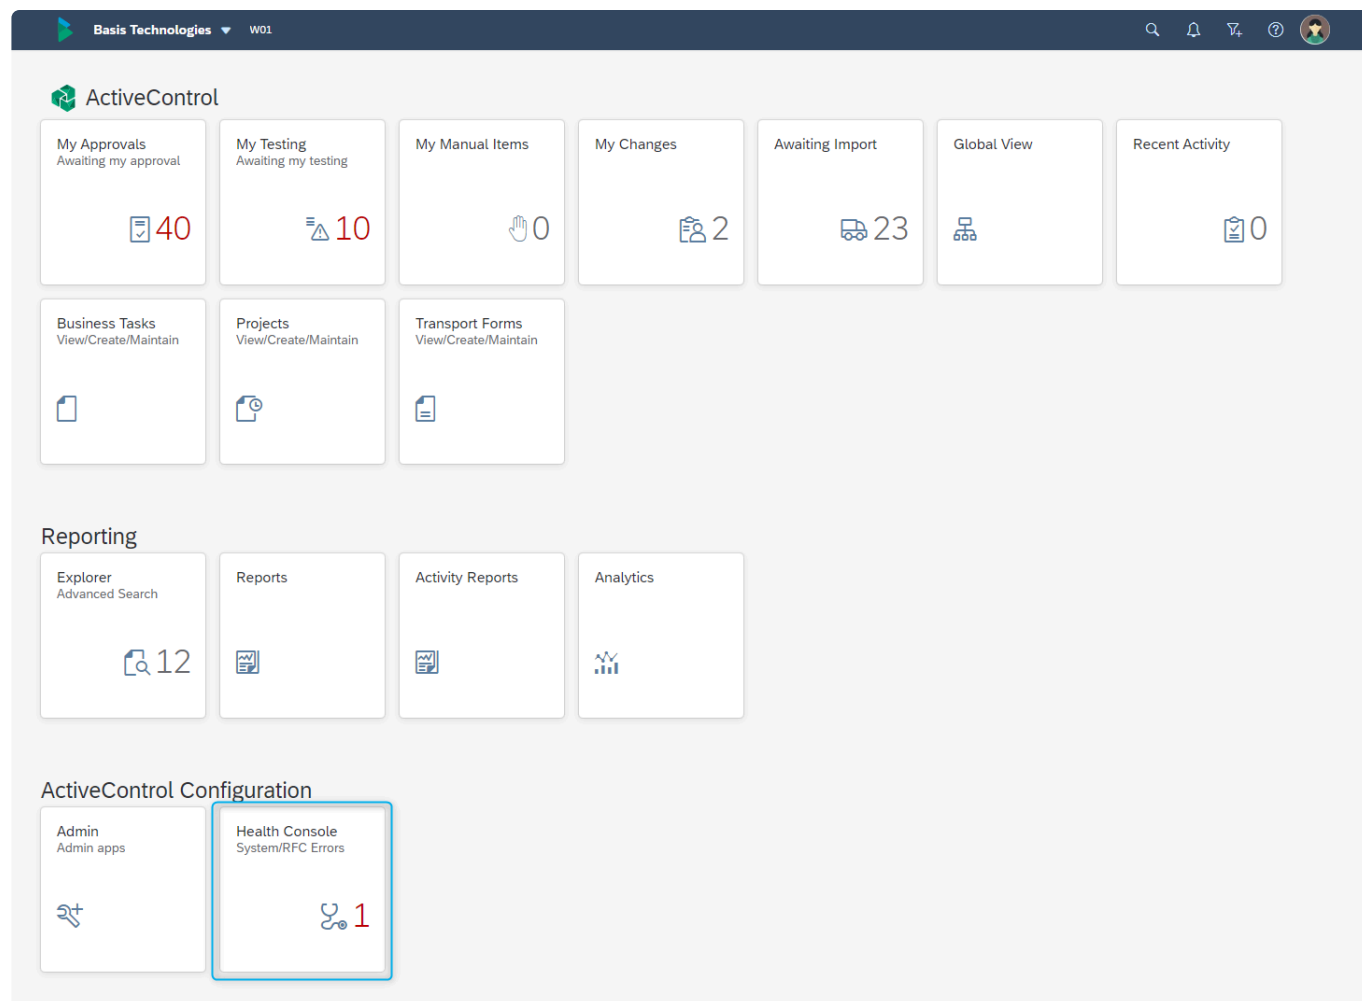 Basis Technologies W01
ActiveControl
My Approvals
Awaiting my approval
40
My Testing
Awaiting my testing
10
My Manual Items
0
My Changes
2
Awaiting Import
23
Global View
Recent Activity
0
Business Tasks
View/Create/Maintain
Projects
View/Create/Maintain
Transport Forms
View/Create/Maintain
Reporting
Explorer
Advanced Search
12
Reports
Activity Reports
Analytics
ActiveControl Configuration
Admin
Admin apps
Health Console
System/RFC Errors
1